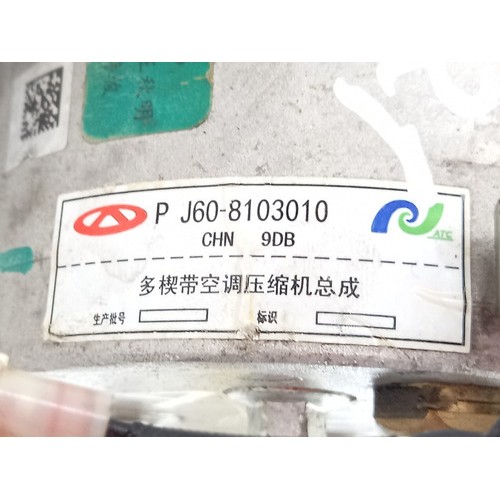 P J60-8103010
ATC
CHN 9DB
多楔带空调压缩机总成
生产批号
标识